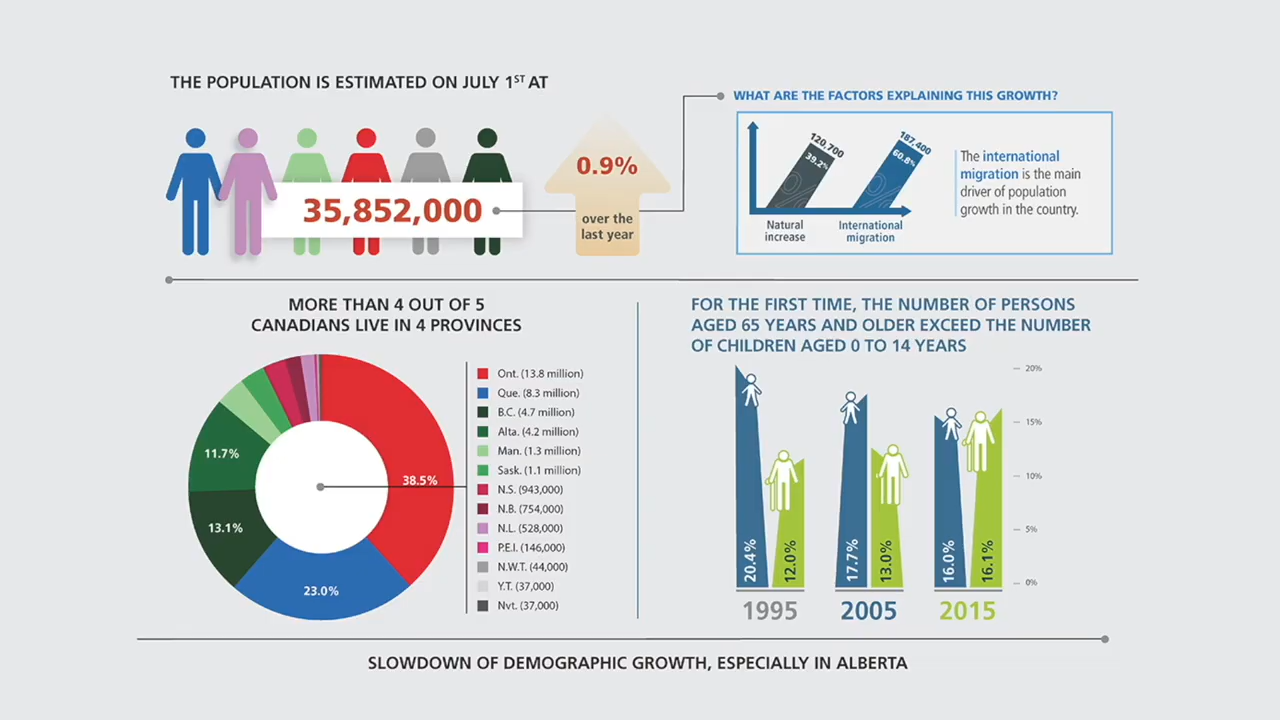 THE POPULATION IS ESTIMATED ON JULY 1ST AT
35,852,000
0.9%
over the
last year
WHAT ARE THE FACTORS EXPLAINING THIS GROWTH?
120,700
39.2%
187,400
60.8%
Natural
increase
International
migration
The international
migration is the main
driver of population
growth in the country.
MORE THAN 4 OUT OF 5
CANADIANS LIVE IN 4 PROVINCES
38.5%
23.0%
13.1%
11.7%
Ont. (13.8 million)
Que. (8.3 million)
B.C. (4.7 million)
Alta. (4.2 million)
Man. (1.3 million)
Sask. (1.1 million)
N.S. (943,000)
N.B. (754,000)
N.L. (528,000)
P.E.I. (146,000)
N.W.T. (44,000)
Y.T. (37,000)
Nvt. (37,000)
FOR THE FIRST TIME, THE NUMBER OF PERSONS
AGED 65 YEARS AND OLDER EXCEED THE NUMBER
OF CHILDREN AGED 0 TO 14 YEARS
20%
15%
10%
5%
0%
20.4%
12.0%
17.7%
13.0%
16.0%
16.1%
1995
2005
2015
SLOWDOWN OF DEMOGRAPHIC GROWTH, ESPECIALLY IN ALBERTA